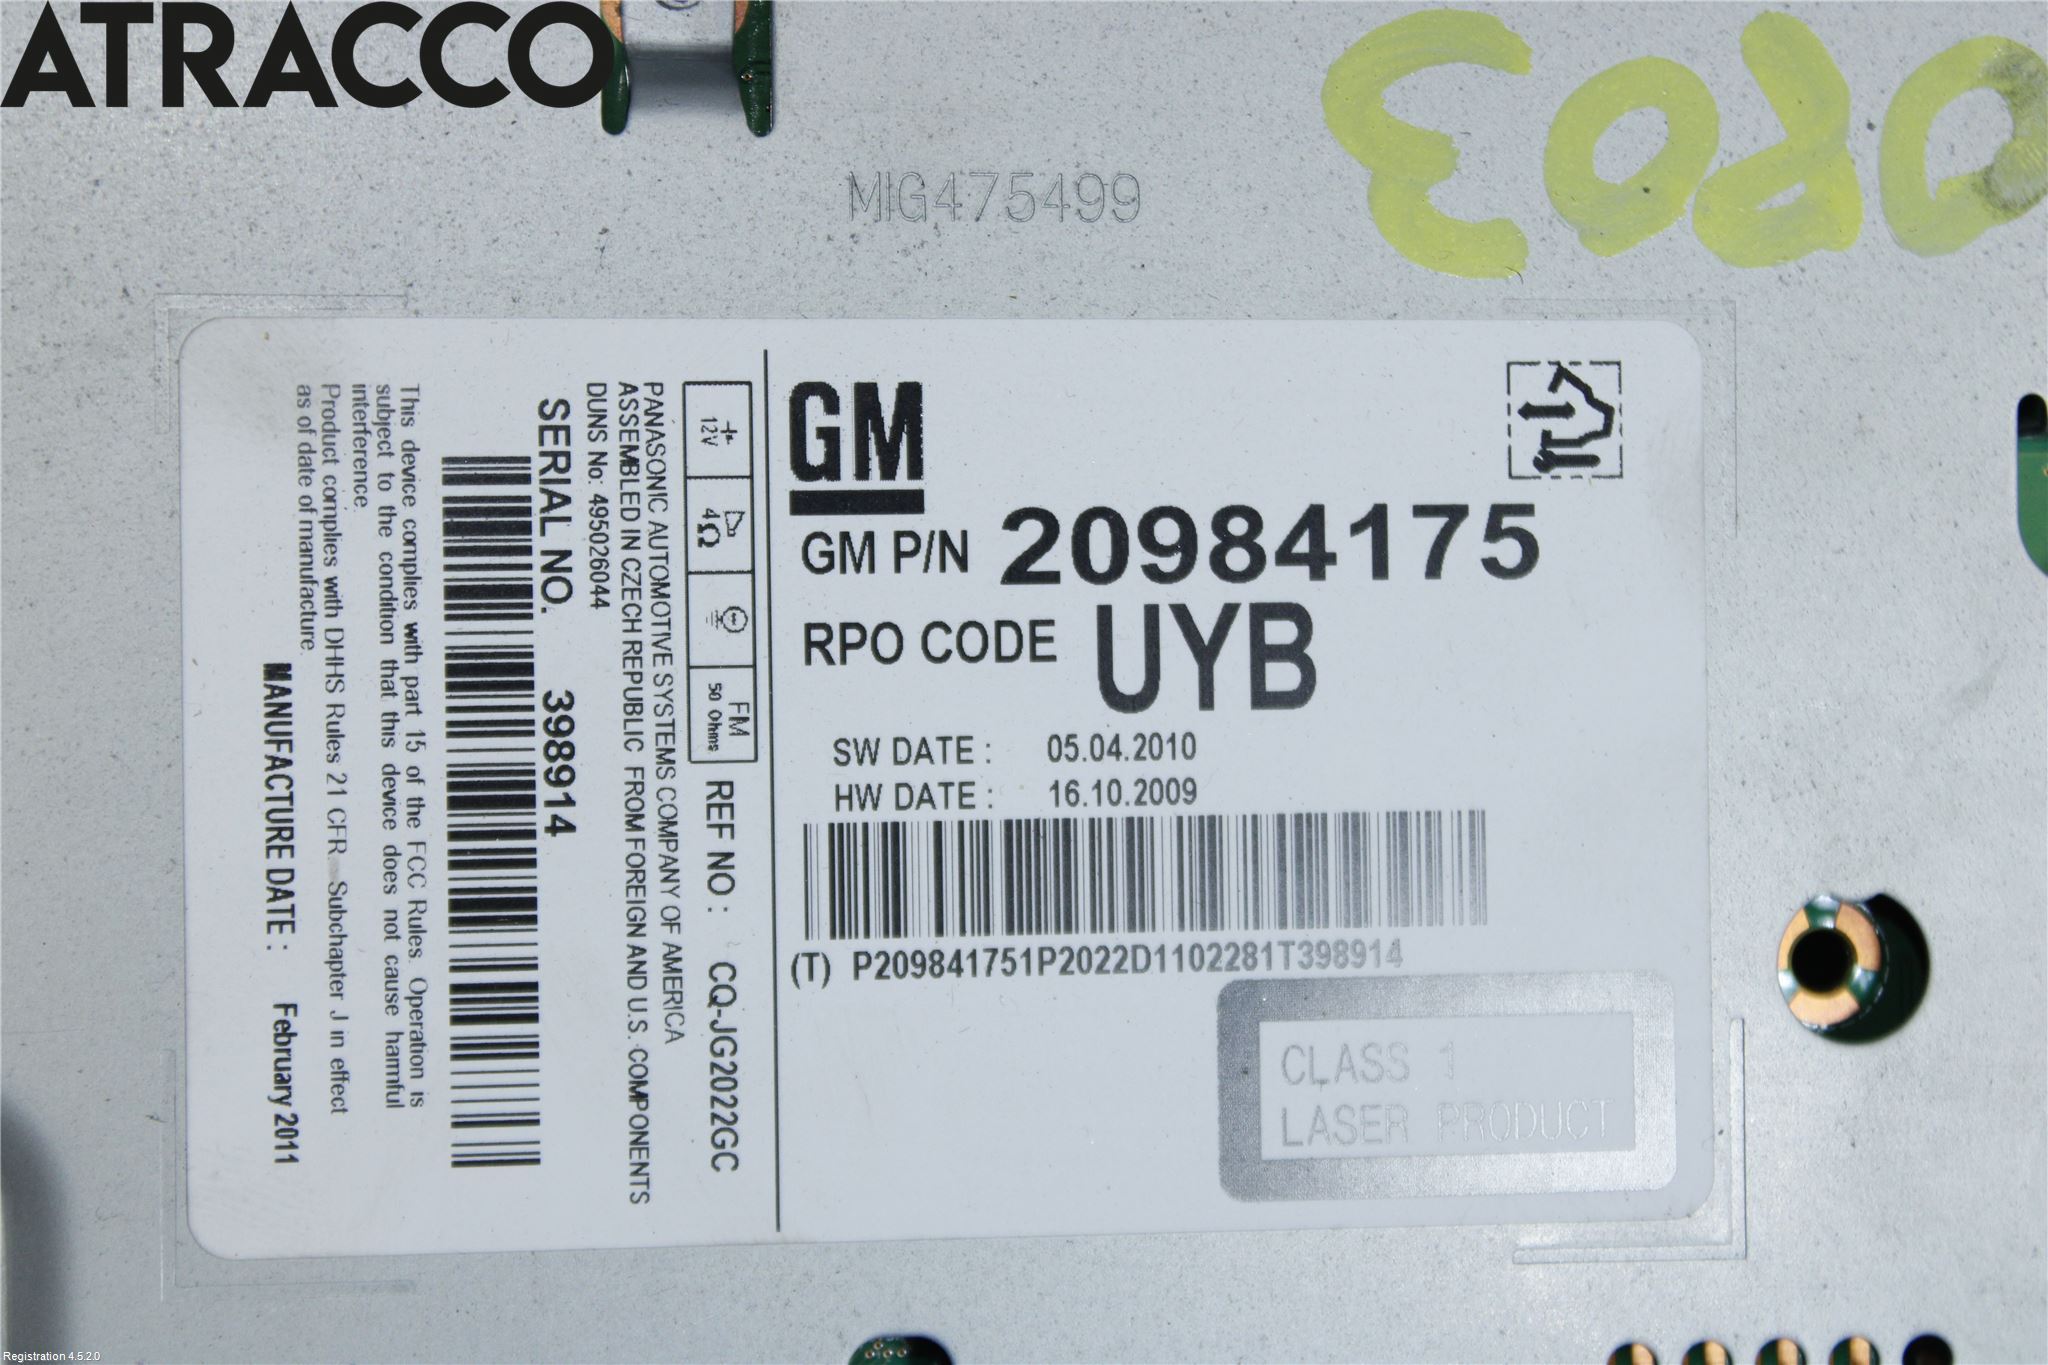 ATRACCO
MIG475499
GM
GM P/N 20984175
RPO CODE UYB
SW DATE : 05.04.2010
HW DATE : 16.10.2009
(T) P209841751P2022D1102281T398914
CLASS 1
LASER PRODUCT
12V
4Ω
FM
50 Ohms
REF NO : CQ-JG2022GC
PANASONIC AUTOMOTIVE SYSTEMS COMPANY OF AMERICA
ASSEMBLED IN CZECH REPUBLIC FROM FOREIGN AND U.S. COMPONENTS
DUNS No: 495026044
SERIAL NO. 398914
This device complies with part 15 of the FCC Rules. Operation is
subject to the condition that this device does not cause harmful
interference.
Product complies with DHHS Rules 21 CFR Subchapter J in effect
as of date of manufacture.
MANUFACTURE DATE : February 2011
Registration 4.5.2.0